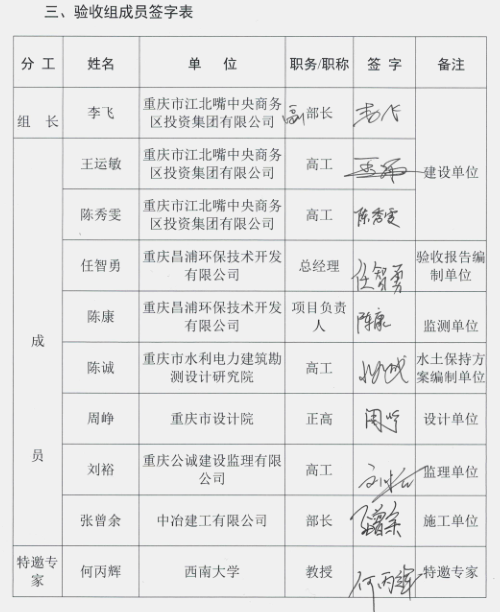 三、验收组成员签字表
分 工 姓名 单 位 职务/职称 签 字 备注
组 长 李飞 重庆市江北嘴中央商务
区投资集团有限公司 副部长
王运敏 重庆市江北嘴中央商务
区投资集团有限公司 高工 建设单位
陈秀雯 重庆市江北嘴中央商务
区投资集团有限公司 高工 陈秀雯
任智勇 重庆昌浦环保技术开发
有限公司 总经理 任智勇 验收报告编
制单位
成 陈康 重庆昌浦环保技术开发
有限公司 项目负责
人 陈康 监测单位
陈诚 重庆市水利电力建筑勘
测设计研究院 高工 水土保持方
案编制单位
周峥 重庆市设计院 正高 周峥 设计单位
员 刘裕 重庆公诚建设监理有限公
司 高工 监理单位
张曾余 中冶建工有限公司 部长 施工单位
特邀专
家 何丙辉 西南大学 教授 何丙辉 特邀专家